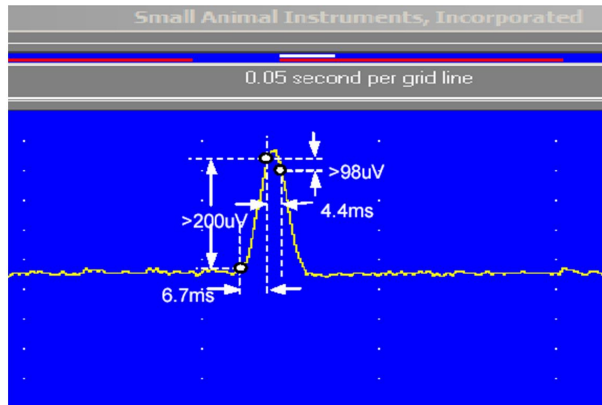 Small Animal Instruments, Incorporated
0.05 second per grid line
>98uV
>200uV
4.4ms
6.7ms